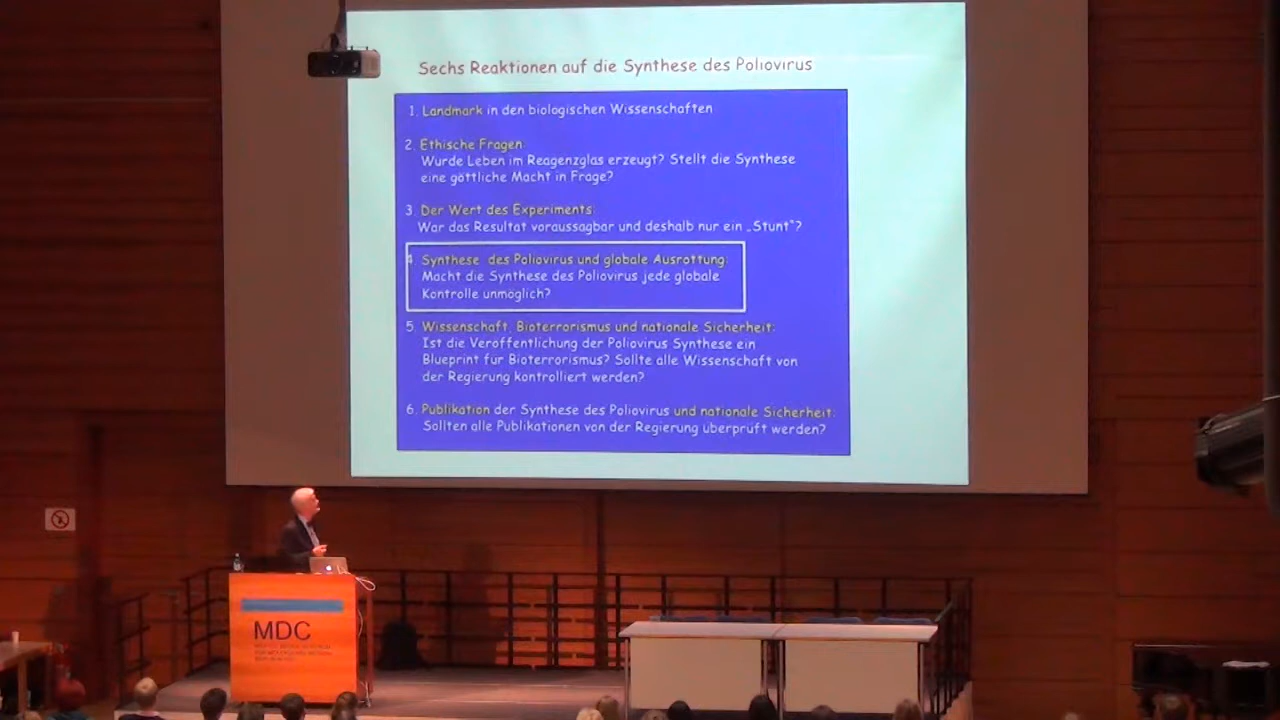 Sechs Reaktionen auf die Synthese des Poliovirus
1. Landmark in den biologischen Wissenschaften
2. Ethische Fragen:
Wurde Leben im Reagenzglas erzeugt? Stellt die Synthese
eine göttliche Macht in Frage?
3. Der Wert des Experiments:
War das Resultat voraussagbar und deshalb nur ein „Stunt“?
4. Synthese des Poliovirus und globale Ausrottung:
Macht die Synthese des Poliovirus jede globale
Kontrolle unmöglich?
5. Wissenschaft, Bioterrorismus und nationale Sicherheit:
Ist die Veröffentlichung der Poliovirus Synthese ein
Blueprint für Bioterrorismus? Sollte alle Wissenschaft von
der Regierung kontrolliert werden?
6. Publikation der Synthese des Poliovirus und nationale Sicherheit:
Sollten alle Publikationen von der Regierung überprüft werden?
MDC